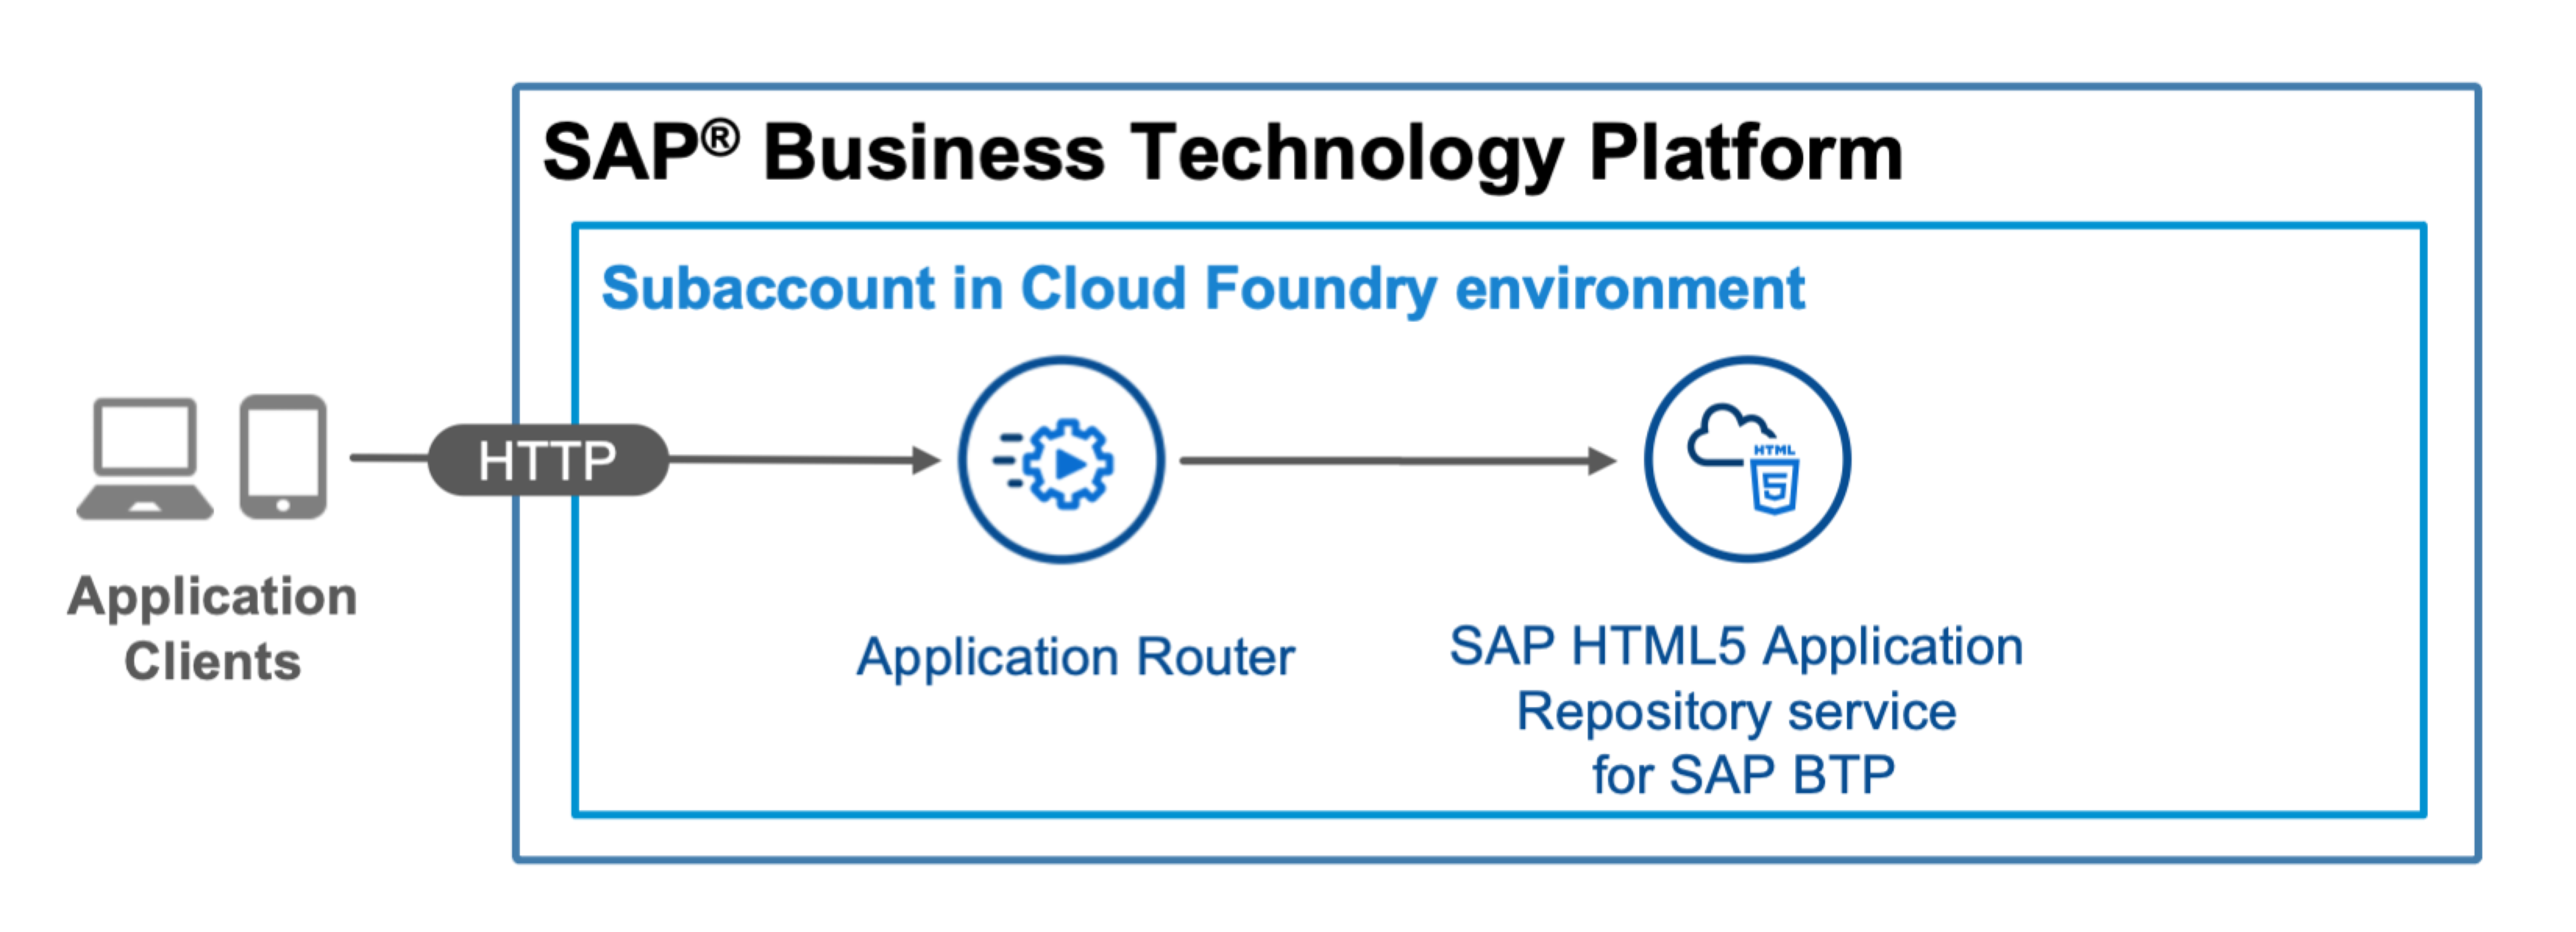 SAP® Business Technology Platform
Subaccount in Cloud Foundry environment
HTTP
HTML
5
Application
Clients
Application Router
SAP HTML5 Application
Repository service
for SAP BTP